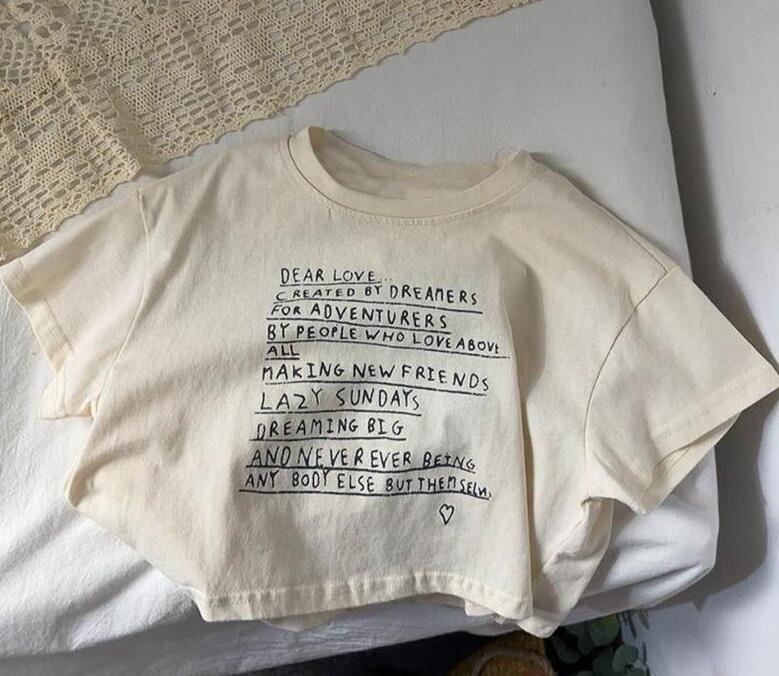 DEAR LOVE...
CREATED BY DREAMERS
FOR ADVENTURERS
BY PEOPLE WHO LOVE ABOVE
ALL
MAKING NEW FRIENDS
LAZY SUNDAYS
DREAMING BIG
AND NEVER EVER BEING
ANY BODY ELSE BUT THEM